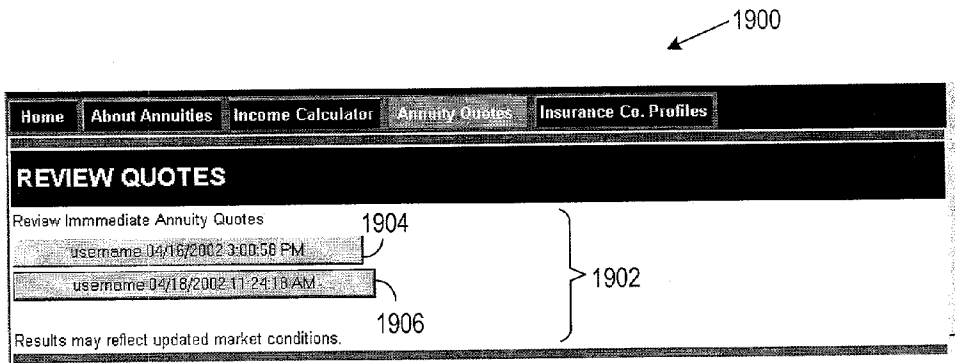 1900
Home About Annuities Income Calculator Annuity Quotes Insurance Co. Profiles
REVIEW QUOTES
Review Immmediate Annuity Quotes
1904
username 04/16/2002 3:00:58 PM
username 04/18/2002 11:24:18 AM
1902
1906
Results may reflect updated market conditions.